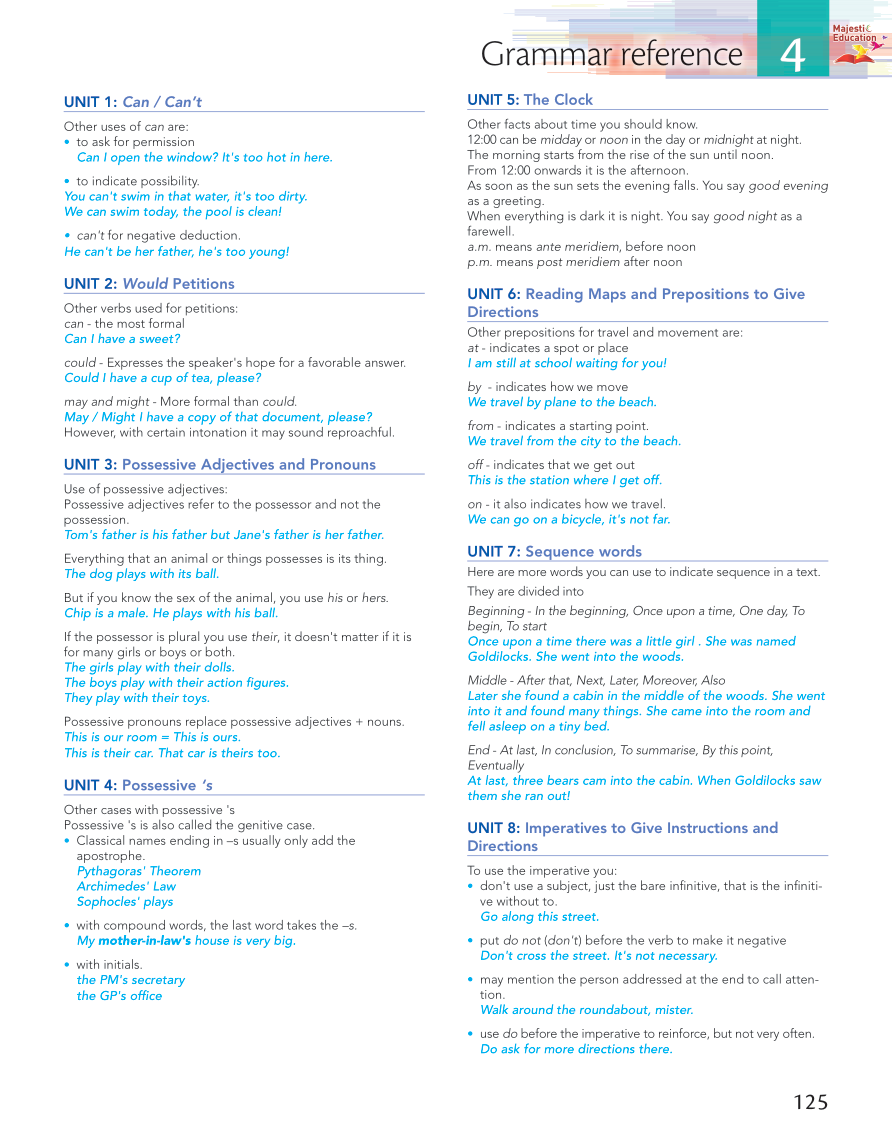 Grammar reference
4
Majestic
Education
UNIT 1: Can / Can't
Other uses of can are:
• to ask for permission
Can I open the window? It's too hot in here.
• to indicate possibility.
You can't swim in that water, it's too dirty.
We can swim today, the pool is clean!
• can't for negative deduction.
He can't be her father, he's too young!
UNIT 2: Would Petitions
Other verbs used for petitions:
can - the most formal
Can I have a sweet?
could - Expresses the speaker's hope for a favorable answer.
Could I have a cup of tea, please?
may and might - More formal than could.
May / Might I have a copy of that document, please?
However, with certain intonation it may sound reproachful.
UNIT 3: Possessive Adjectives and Pronouns
Use of possessive adjectives:
Possessive adjectives refer to the possessor and not the
possession.
Tom's father is his father but Jane's father is her father.
Everything that an animal or things possesses is its thing.
The dog plays with its ball.
But if you know the sex of the animal, you use his or hers.
Chip is a male. He plays with his ball.
If the possessor is plural you use their, it doesn't matter if it is
for many girls or boys or both.
The girls play with their dolls.
The boys play with their action figures.
They play with their toys.
Possessive pronouns replace possessive adjectives + nouns.
This is our room = This is ours.
This is their car. That car is theirs too.
UNIT 4: Possessive ‘s
Other cases with possessive 's
Possessive 's is also called the genitive case.
• Classical names ending in –s usually only add the
apostrophe.
Pythagoras' Theorem
Archimedes' Law
Sophocles' plays
• with compound words, the last word takes the –s.
My mother-in-law's house is very big.
• with initials.
the PM's secretary
the GP's office
UNIT 5: The Clock
Other facts about time you should know.
12:00 can be midday or noon in the day or midnight at night.
The morning starts from the rise of the sun until noon.
From 12:00 onwards it is the afternoon.
As soon as the sun sets the evening falls. You say good evening
as a greeting.
When everything is dark it is night. You say good night as a
farewell.
a.m. means ante meridiem, before noon
p.m. means post meridiem after noon
UNIT 6: Reading Maps and Prepositions to Give
Directions
Other prepositions for travel and movement are:
at - indicates a spot or place
I am still at school waiting for you!
by - indicates how we move
We travel by plane to the beach.
from - indicates a starting point.
We travel from the city to the beach.
off - indicates that we get out
This is the station where I get off.
on - it also indicates how we travel.
We can go on a bicycle, it's not far.
UNIT 7: Sequence words
Here are more words you can use to indicate sequence in a text.
They are divided into
Beginning - In the beginning, Once upon a time, One day, To
begin, To start
Once upon a time there was a little girl . She was named
Goldilocks. She went into the woods.
Middle - After that, Next, Later, Moreover, Also
Later she found a cabin in the middle of the woods. She went
into it and found many things. She came into the room and
fell asleep on a tiny bed.
End - At last, In conclusion, To summarise, By this point,
Eventually
At last, three bears cam into the cabin. When Goldilocks saw
them she ran out!
UNIT 8: Imperatives to Give Instructions and
Directions
To use the imperative you:
• don't use a subject, just the bare infinitive, that is the infiniti-
ve without to.
Go along this street.
• put do not (don't) before the verb to make it negative
Don't cross the street. It's not necessary.
• may mention the person addressed at the end to call atten-
tion.
Walk around the roundabout, mister.
• use do before the imperative to reinforce, but not very often.
Do ask for more directions there.
125